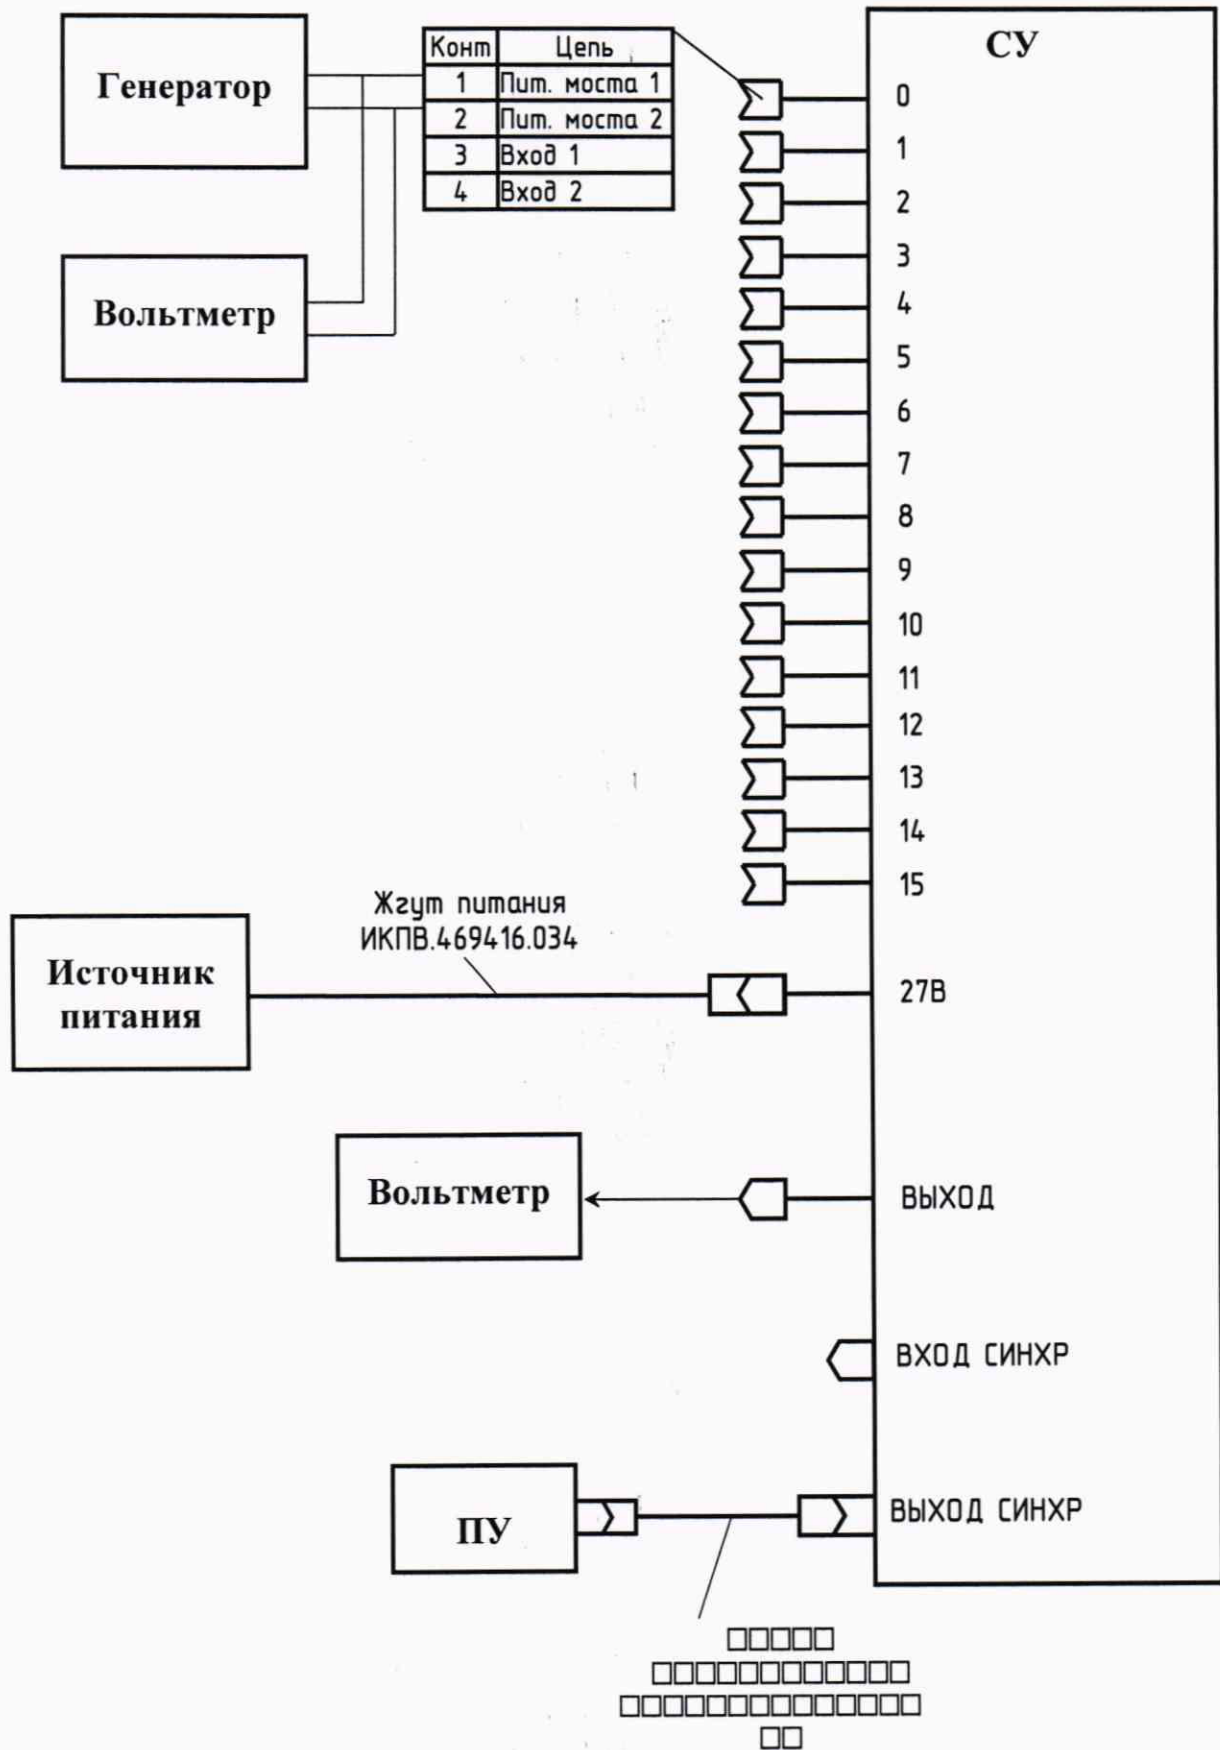 СУ
Генератор
Конт Цепь
1 Пит. моста 1
2 Пит. моста 2
3 Вход 1
4 Вход 2
Вольтметр
0
1
2
3
4
5
6
7
8
9
10
11
12
13
14
15
Жгут питания
ИКПВ.469416.034
Источник
питания
27В
Вольтметр
ВЫХОД
ВХОД СИНХР
ПУ
ВЫХОД СИНХР